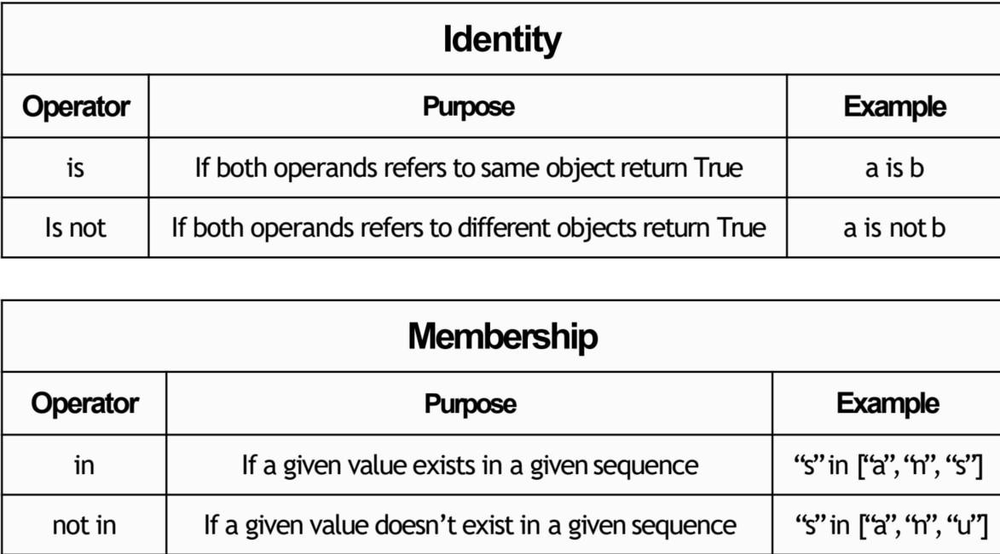 Identity
Operator Purpose Example
is If both operands refers to same object return True a is b
Is not If both operands refers to different objects return True a is not b
Membership
Operator Purpose Example
in If a given value exists in a given sequence “s” in [“a”, “n”, “s”]
not in If a given value doesn’t exist in a given sequence “s” in [“a”, “n”, “u”]